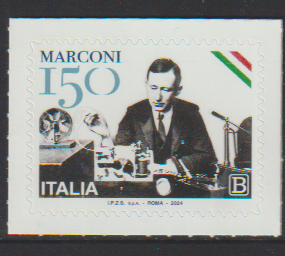 MARCONI
150
ITALIA B
I.P.Z.S. S.p.A. - ROMA - 2024